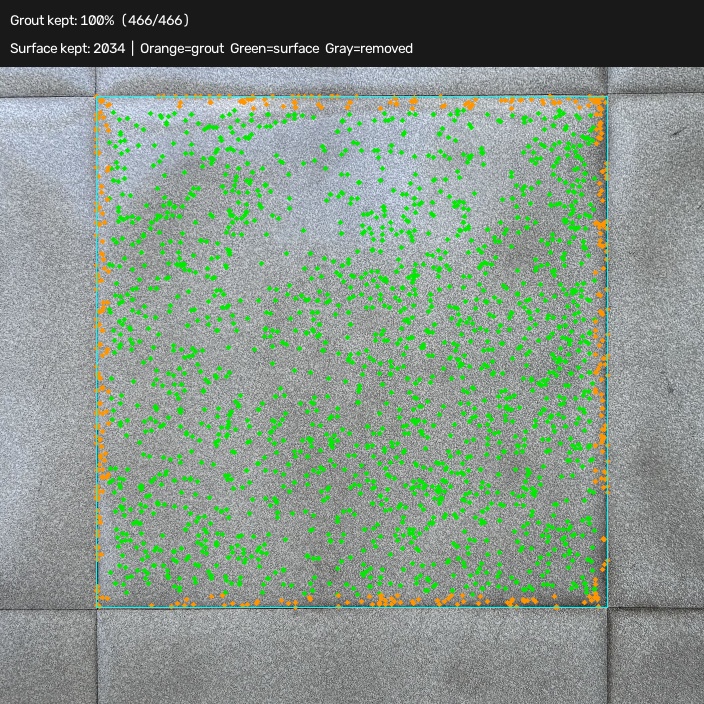 Grout kept: 100% (466/466)
Surface kept: 2034 | Orange=grout Green=surface Gray=removed